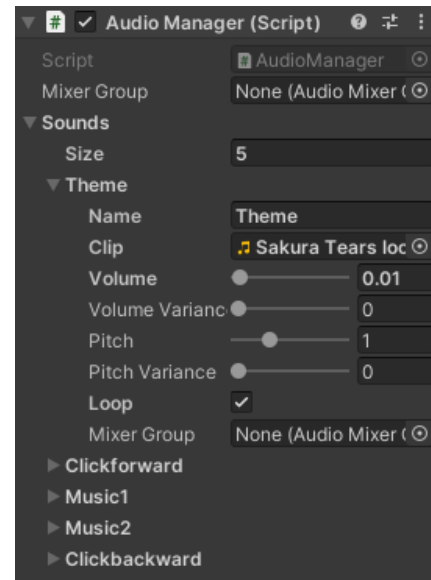 Audio Manager (Script)
Script AudioManager
Mixer Group None (Audio Mixer (
Sounds
Size 5
Theme
Name Theme
Clip Sakura Tears loc
Volume 0.01
Volume Varianc 0
Pitch 1
Pitch Variance 0
Loop
Mixer Group None (Audio Mixer (
Clickforward
Music1
Music2
Clickbackward